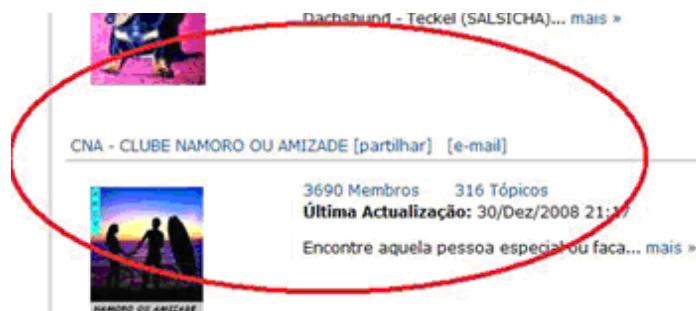 Dachshund - Teckel (SALSICHA)... mais »
CNA - CLUBE NAMORO OU AMIZADE [partilhar] [e-mail]
3690 Membros 316 Tópicos
Última Actualização: 30/Dez/2008 21:17
Encontre aquela pessoa especial ou faca... mais »
NAMORO OU AMIZADE